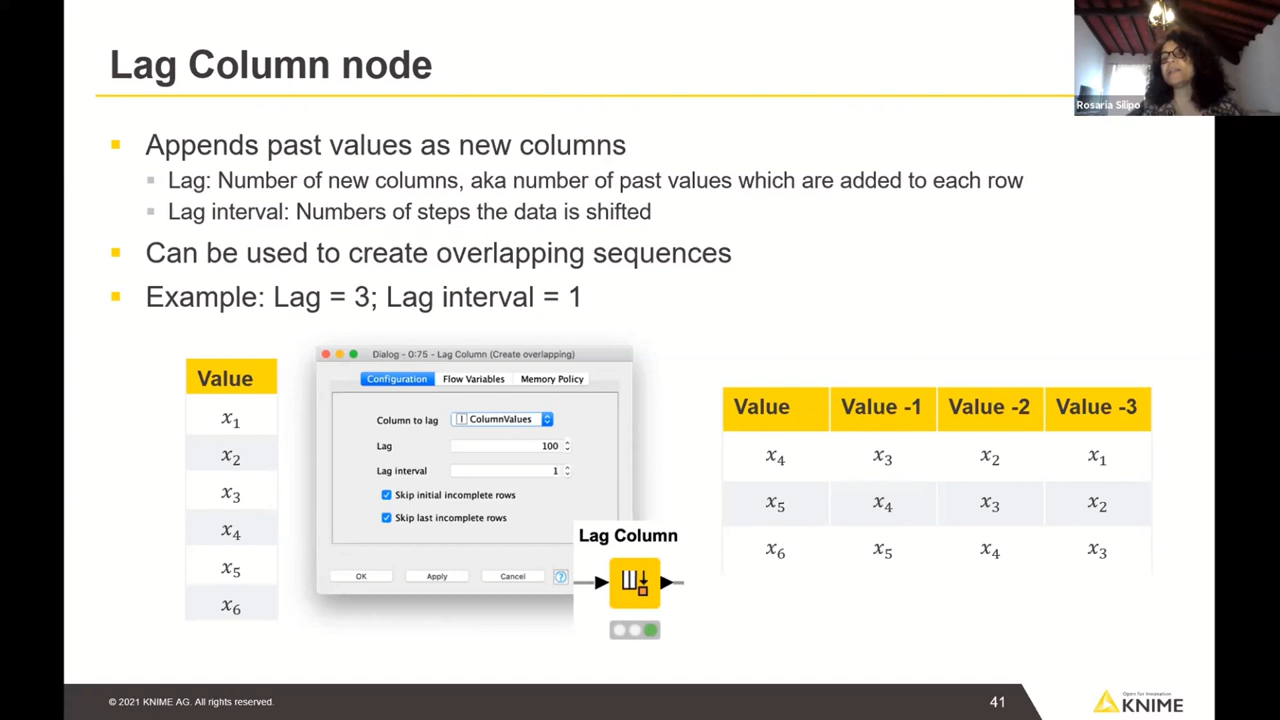 Lag Column node
Rosaria Silipo
Appends past values as new columns
Lag: Number of new columns, aka number of past values which are added to each row
Lag interval: Numbers of steps the data is shifted
Can be used to create overlapping sequences
Example: Lag = 3; Lag interval = 1
Value
x₁
x₂
x₃
x₄
x₅
x₆
Dialog - 0:75 - Lag Column (Create overlapping)
Configuration Flow Variables Memory Policy
Column to lag I ColumnValues
Lag 100
Lag interval 1
Skip initial incomplete rows
Skip last incomplete rows
OK Apply Cancel ?
Lag Column
Value Value -1 Value -2 Value -3
x₄ x₃ x₂ x₁
x₅ x₄ x₃ x₂
x₆ x₅ x₄ x₃
© 2021 KNIME AG. All rights reserved.
41
Open for Innovation
KNIME